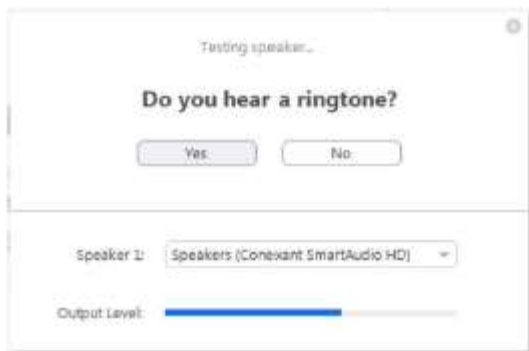 Testing speaker...
Do you hear a ringtone?
Yes No
Speaker 1: Speakers (Conexant SmartAudio HD)
Output Level: